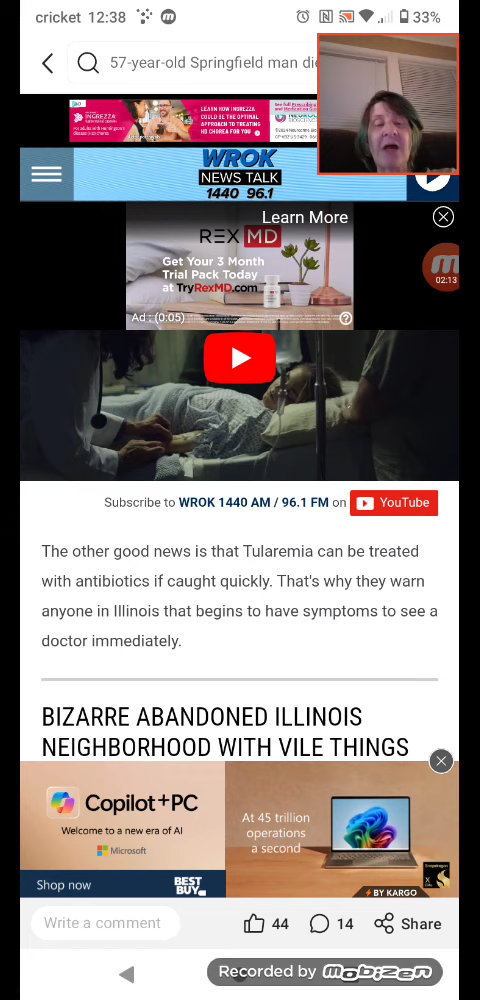 cricket 12:38
33%
57-year-old Springfield man die
INGREZZA
LEARN HOW INGREZZA
COULD BE THE OPTIMAL
APPROACH TO TREATING
HD CHOREA FOR YOU
WROK
NEWS TALK
1440 96.1
Learn More
REX MD
Get Your 3 Month
Trial Pack Today
at TryRexMD.com
Ad : (0:05)
02:13
Subscribe to WROK 1440 AM / 96.1 FM on YouTube
The other good news is that Tularemia can be treated
with antibiotics if caught quickly. That's why they warn
anyone in Illinois that begins to have symptoms to see a
doctor immediately.
BIZARRE ABANDONED ILLINOIS
NEIGHBORHOOD WITH VILE THINGS
Copilot+PC
Welcome to a new era of AI
Microsoft
Shop now
BEST BUY
At 45 trillion
operations
a second
Snapdragon
BY KARGO
Write a comment
44
14
Share
Recorded by mobizen